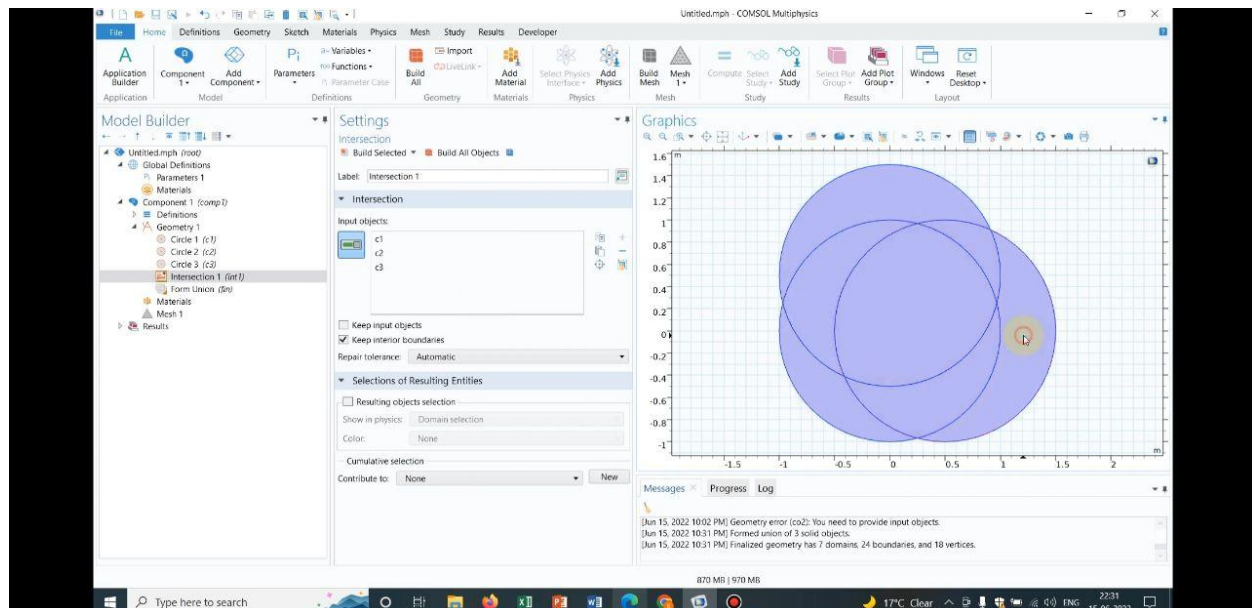 Untitled.mph - COMSOL Multiphysics
File Home Definitions Geometry Sketch Materials Physics Mesh Study Results Developer
Application Builder
Component 1
Add Component
Pi
Parameters
a= Variables
f(x) Functions
Pi Parameter Case
Build All
Import
LiveLink
Add Material
Select Physics Interface
Add Physics
Build Mesh
Mesh 1
Compute
Select Study
Add Study
Select Plot Group
Add Plot Group
Windows
Reset Desktop
Application Model Definitions Geometry Materials Physics Mesh Study Results Layout
Model Builder
Untitled.mph (root)
Global Definitions
Pi Parameters 1
Materials
Component 1 (comp1)
Definitions
Geometry 1
Circle 1 (c1)
Circle 2 (c2)
Circle 3 (c3)
Intersection 1 (int1)
Form Union (fin)
Materials
Mesh 1
Results
Settings
Intersection
Build Selected Build All Objects
Label: Intersection 1
Intersection
Input objects:
c1
c2
c3
Keep input objects
Keep interior boundaries
Repair tolerance: Automatic
Selections of Resulting Entities
Resulting objects selection
Show in physics: Domain selection
Color: None
Cumulative selection
Contribute to: None New
Graphics
m
1.6
1.4
1.2
1
0.8
0.6
0.4
0.2
0
-0.2
-0.4
-0.6
-0.8
-1
m
-1.5 -1 -0.5 0 0.5 1 1.5 2
Messages Progress Log
[Jun 15, 2022 10:02 PM] Geometry error (co2): You need to provide input objects.
[Jun 15, 2022 10:31 PM] Formed union of 3 solid objects.
[Jun 15, 2022 10:31 PM] Finalized geometry has 7 domains, 24 boundaries, and 18 vertices.
870 MB | 970 MB
Type here to search
17°C Clear
ENG
22:31
15-06-2022